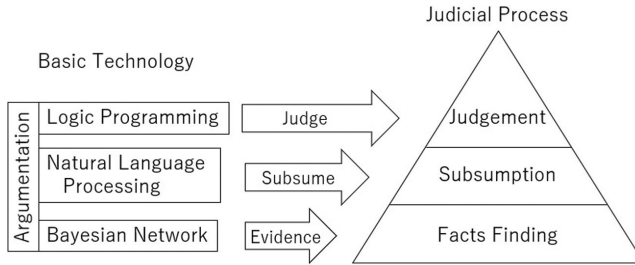 Judicial Process
Basic Technology
Argumentation
Logic Programming
Judge
Judgement
Natural Language
Processing
Subsume
Subsumption
Bayesian Network
Evidence
Facts Finding